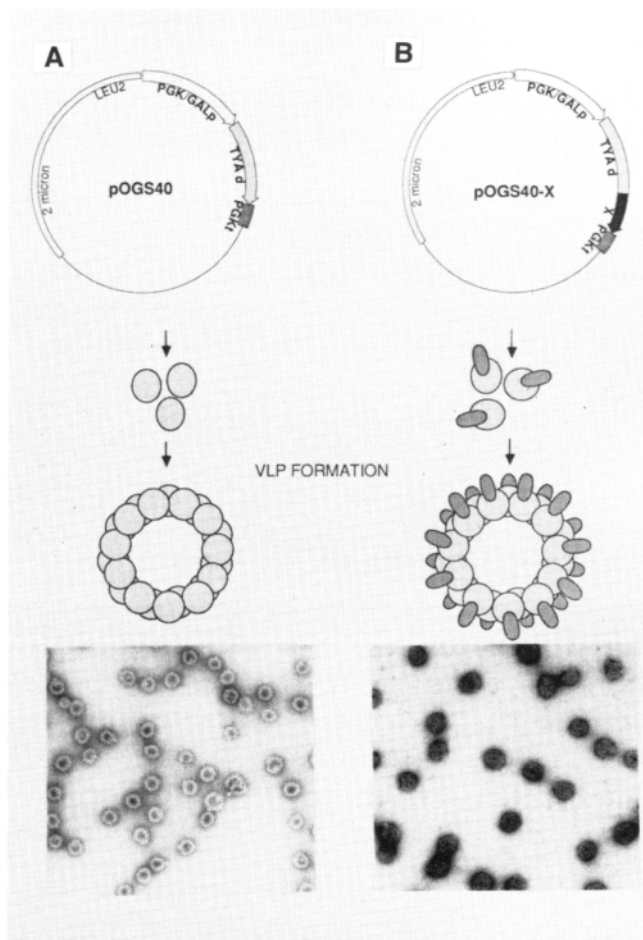 A
LEU2
PGK/GALp
TYA d
PGKt
2 micron
pOGS40
B
LEU2
PGK/GALp
TYA d
X
PGKt
2 micron
pOGS40-X
VLP FORMATION